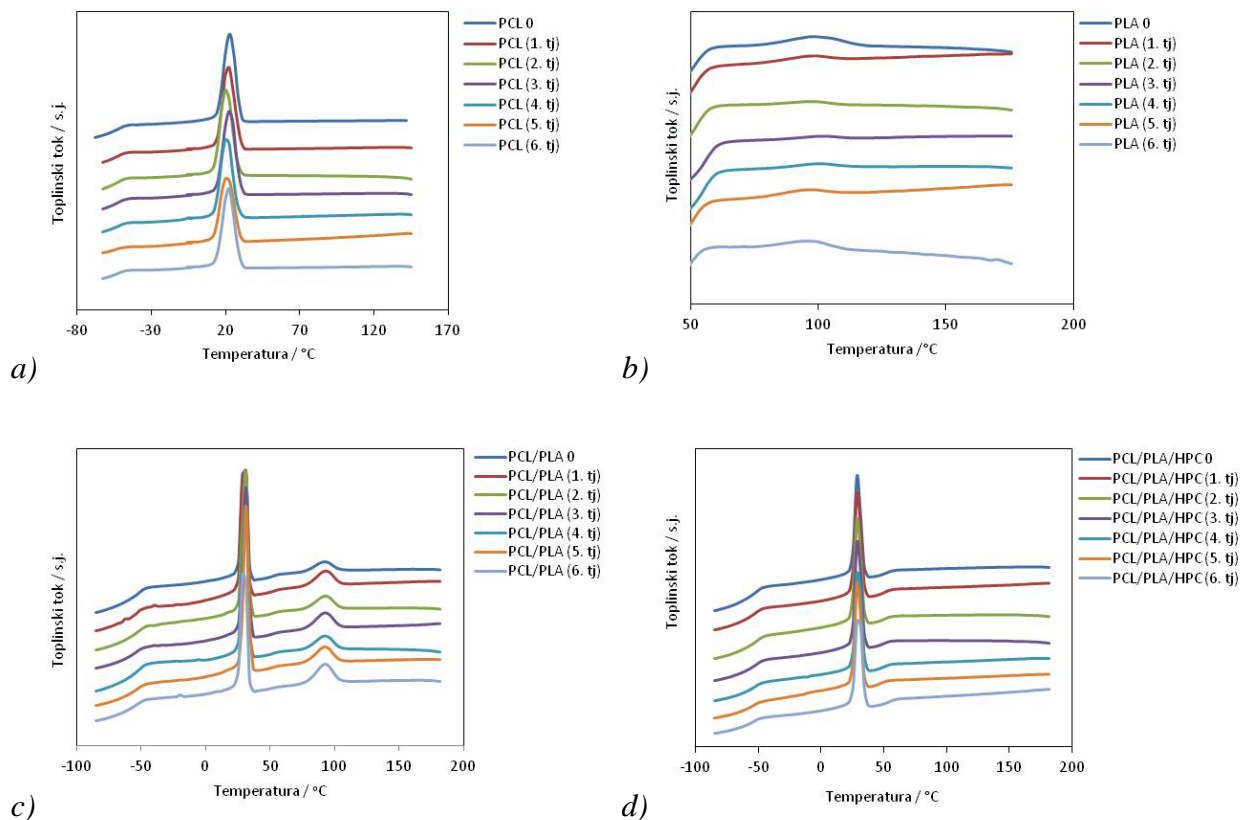 Toplinski tok / s.j.
PCL 0
PCL (1. tj)
PCL (2. tj)
PCL (3. tj)
PCL (4. tj)
PCL (5. tj)
PCL (6. tj)
-80 -30 20 70 120 170
Temperatura / °C
a)
Toplinski tok / s.j.
PLA 0
PLA (1. tj)
PLA (2. tj)
PLA (3. tj)
PLA (4. tj)
PLA (5. tj)
PLA (6. tj)
50 100 150 200
Temperatura / °C
b)
Toplinski tok / s.j.
PCL/PLA 0
PCL/PLA (1. tj)
PCL/PLA (2. tj)
PCL/PLA (3. tj)
PCL/PLA (4. tj)
PCL/PLA (5. tj)
PCL/PLA (6. tj)
-100 -50 0 50 100 150 200
Temperatura / °C
c)
Toplinski tok / s.j.
PCL/PLA/HPC 0
PCL/PLA/HPC (1. tj)
PCL/PLA/HPC (2. tj)
PCL/PLA/HPC (3. tj)
PCL/PLA/HPC (4. tj)
PCL/PLA/HPC (5. tj)
PCL/PLA/HPC (6. tj)
-100 -50 0 50 100 150 200
Temperatura / °C
d)